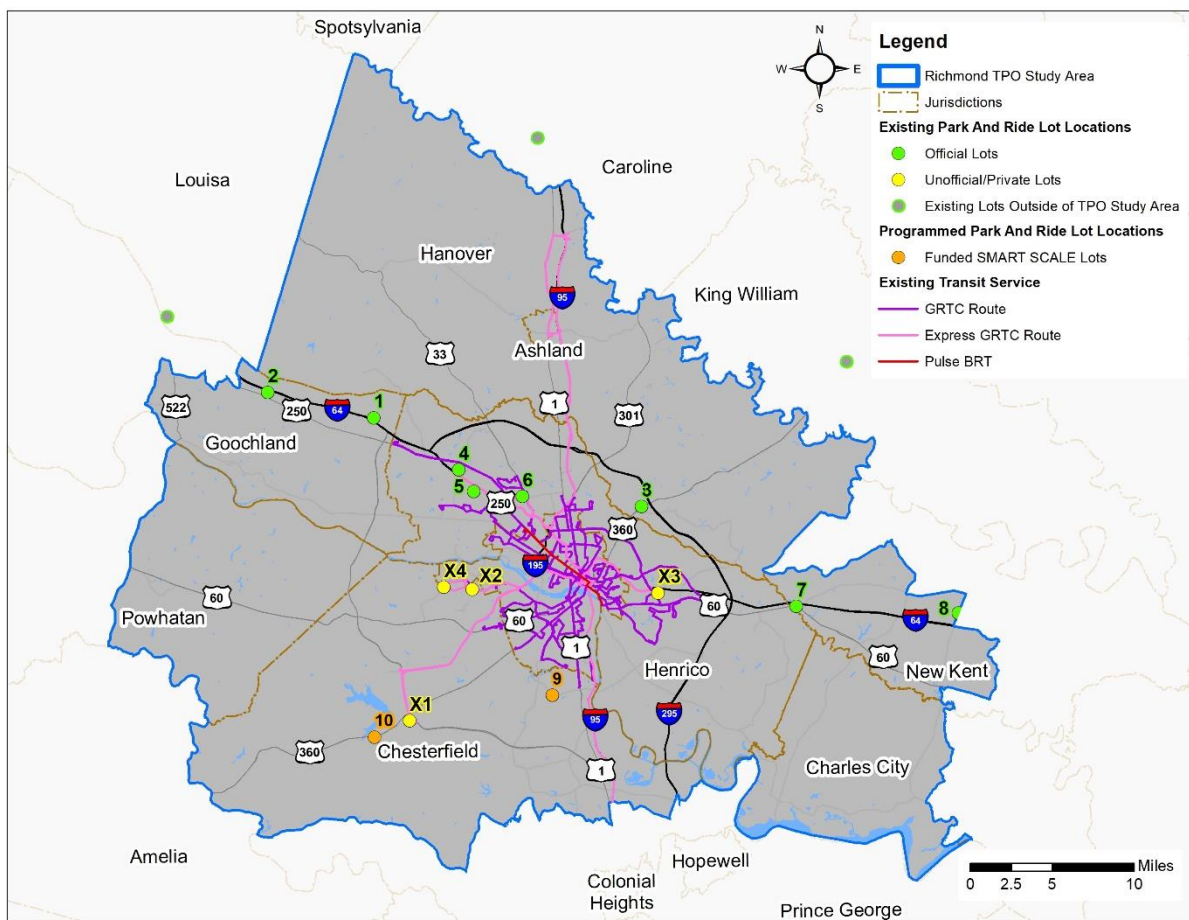 Spotsylvania
N
W E
S
Legend
Richmond TPO Study Area
Jurisdictions
Existing Park And Ride Lot Locations
Official Lots
Unofficial/Private Lots
Existing Lots Outside of TPO Study Area
Programmed Park And Ride Lot Locations
Funded SMART SCALE Lots
Existing Transit Service
GRTC Route
Express GRTC Route
Pulse BRT
Caroline
Louisa
Hanover
95
King William
33
Ashland
2
1
522
250
64
1
301
Goochland
4
5
250
6
3
360
195
X4
X2
X3
7
60
Powhatan
60
60
8
64
1
Henrico
60
New Kent
9
X1
95
295
10
360
Chesterfield
1
Charles City
Amelia
Hopewell
Colonial
Heights
Prince George
Miles
0 2.5 5 10